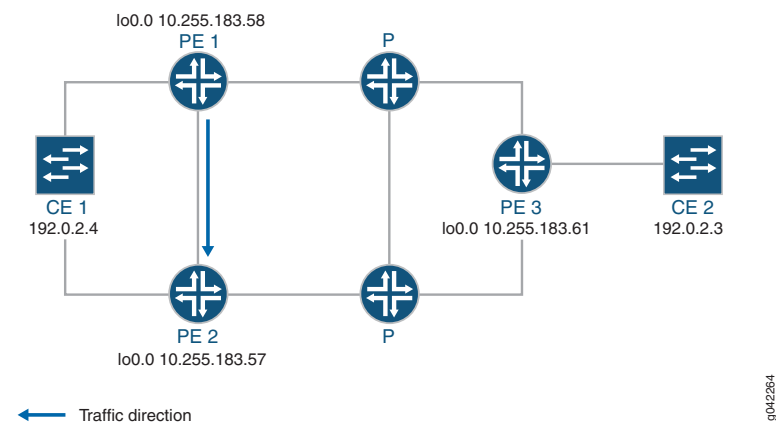 lo0.0 10.255.183.58
PE 1
P
CE 1
192.0.2.4
PE 3
lo0.0 10.255.183.61
CE 2
192.0.2.3
PE 2
lo0.0 10.255.183.57
P
Traffic direction
g042264